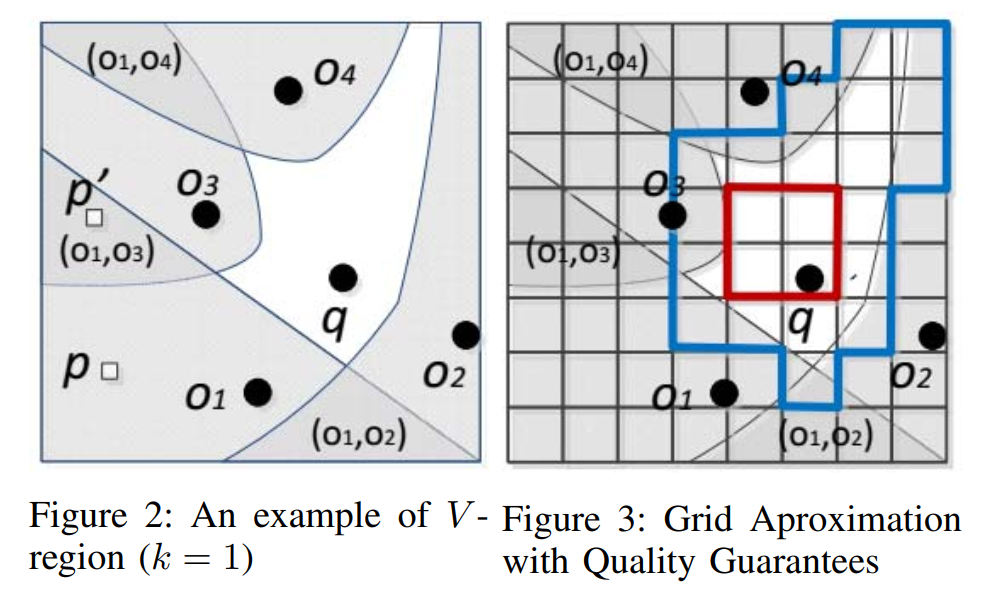 (o1,o4)
o4
p′
o3
(o1,o3)
q
p
o1
o2
(o1,o2)
(o1,o4)
o4
o3
(o1,o3)
q
o1
o2
(o1,o2)
Figure 2: An example of V-
region (k = 1)
Figure 3: Grid Aproximation
with Quality Guarantees